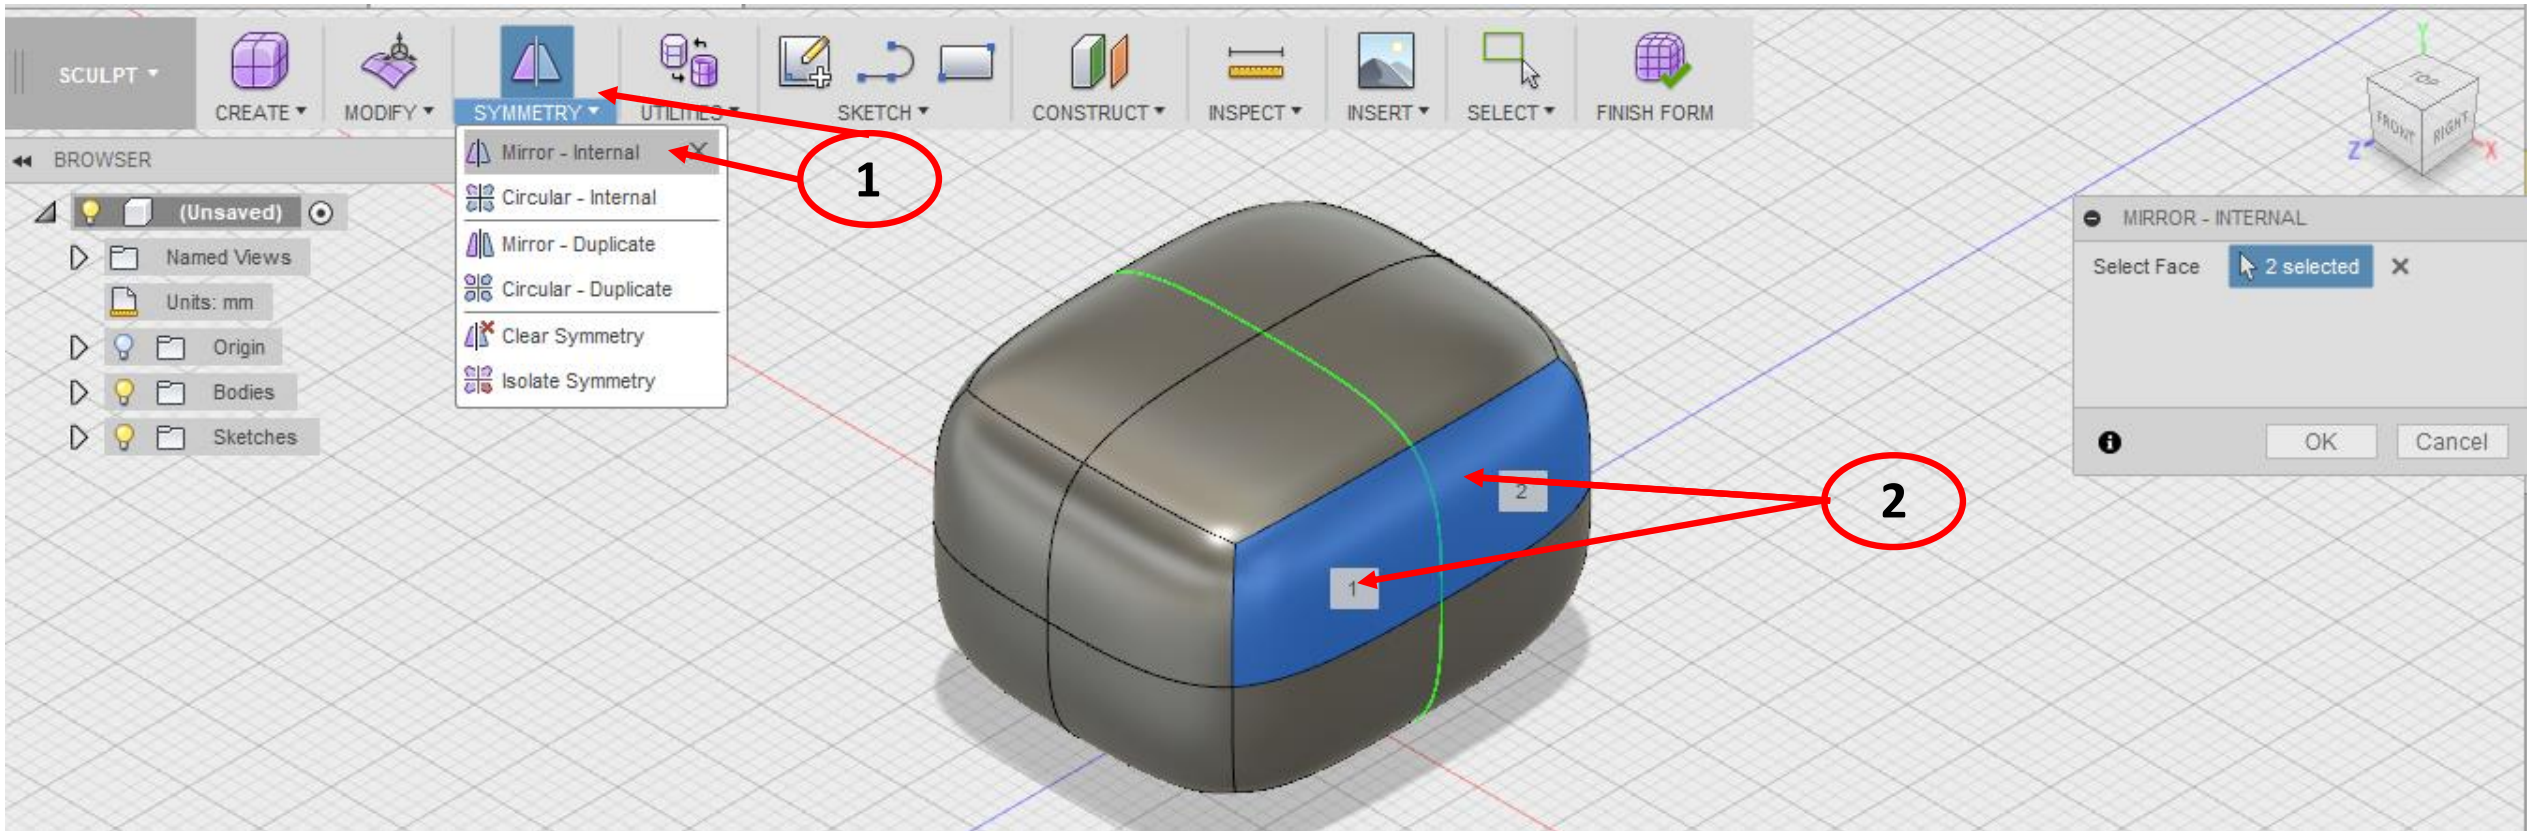 SCULPT
CREATE
MODIFY
SYMMETRY
UTILITIES
SKETCH
CONSTRUCT
INSPECT
INSERT
SELECT
FINISH FORM
TOP
FRONT
RIGHT
Y
Z
X
BROWSER
(Unsaved)
Named Views
Units: mm
Origin
Bodies
Sketches
Mirror - Internal
Circular - Internal
Mirror - Duplicate
Circular - Duplicate
Clear Symmetry
Isolate Symmetry
1
2
1
2
MIRROR - INTERNAL
Select Face
2 selected
OK
Cancel